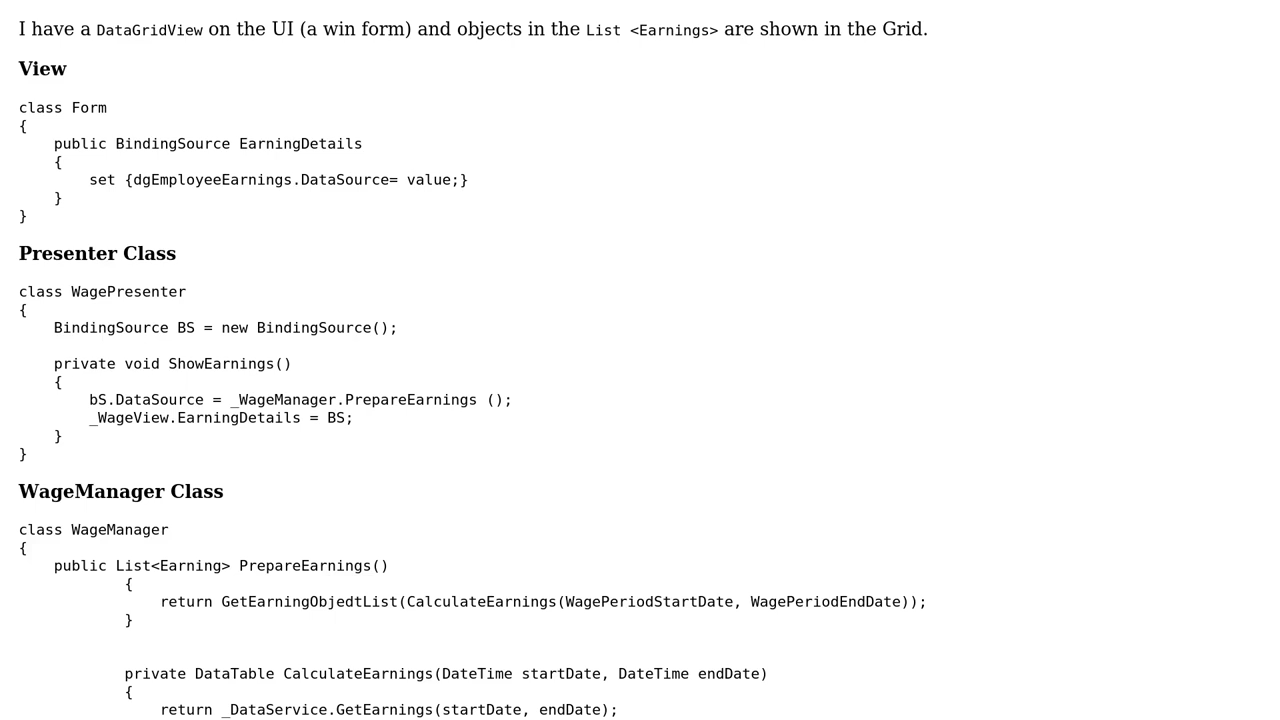 I have a DataGridView on the UI (a win form) and objects in the List <Earnings> are shown in the Grid.
View
class Form
{
    public BindingSource EarningDetails
    {
        set {dgEmployeeEarnings.DataSource= value;}
    }
}
Presenter Class
class WagePresenter
{
    BindingSource BS = new BindingSource();
    private void ShowEarnings()
    {
        bS.DataSource = _WageManager.PrepareEarnings ();
        _WageView.EarningDetails = BS;
    }
}
WageManager Class
class WageManager
{
    public List<Earning> PrepareEarnings()
            {
                return GetEarningObjedtList(CalculateEarnings(WagePeriodStartDate, WagePeriodEndDate));
            }
            private DataTable CalculateEarnings(DateTime startDate, DateTime endDate)
            {
                return _DataService.GetEarnings(startDate, endDate);